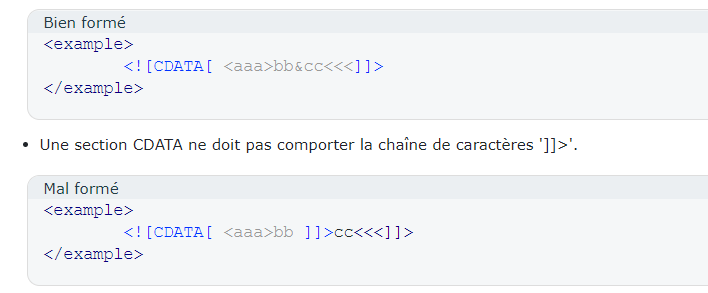 Bien formé
<example>
<![CDATA[ <aaa>bb&cc<<<]]>
</example>
• Une section CDATA ne doit pas comporter la chaîne de caractères ']]>'.
Mal formé
<example>
<![CDATA[ <aaa>bb ]]>cc<<<]]>
</example>